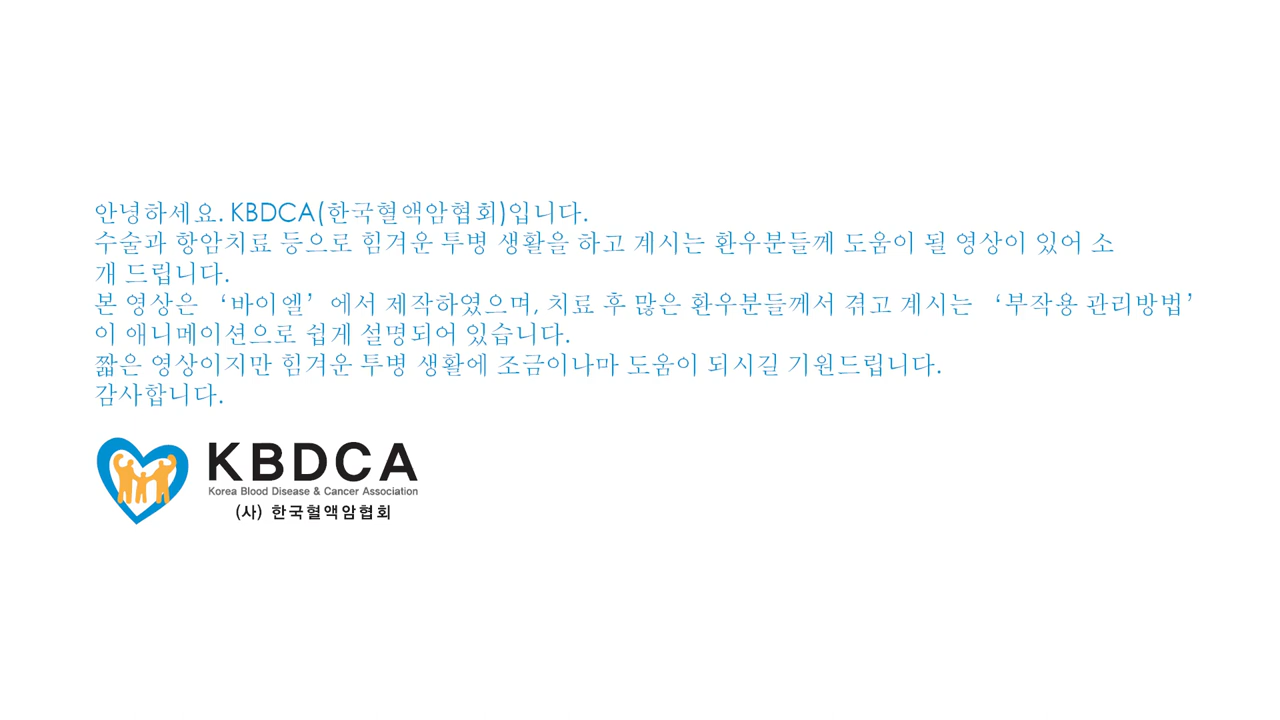 안녕하세요. KBDCA(한국혈액암협회)입니다.
수술과 항암치료 등으로 힘겨운 투병 생활을 하고 계시는 환우분들께 도움이 될 영상이 있어 소
개 드립니다.
본 영상은 ‘바이엘’에서 제작하였으며, 치료 후 많은 환우분들께서 겪고 계시는 ‘부작용 관리방법’
이 애니메이션으로 쉽게 설명되어 있습니다.
짧은 영상이지만 힘겨운 투병 생활에 조금이나마 도움이 되시길 기원드립니다.
감사합니다.
KBDCA
Korea Blood Disease & Cancer Association
(사) 한국혈액암협회